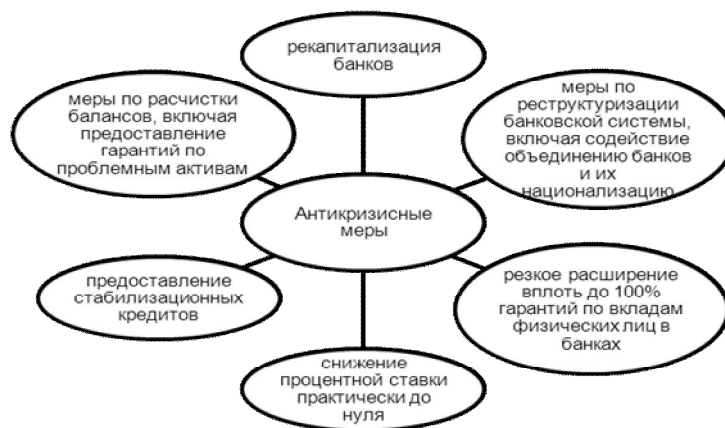 рекапитализация
банков
меры по расчистки
балансов, включая
предоставление
гарантий по
проблемным активам
меры по
реструктуризации
банковской системы,
включая содействие
объединению банков
и их
национализацию
Антикризисные
меры
предоставление
стабилизационных
кредитов
резкое расширение
вплоть до 100%
гарантий по вкладам
физических лиц в
банках
снижение
процентной ставки
практически до
нуля